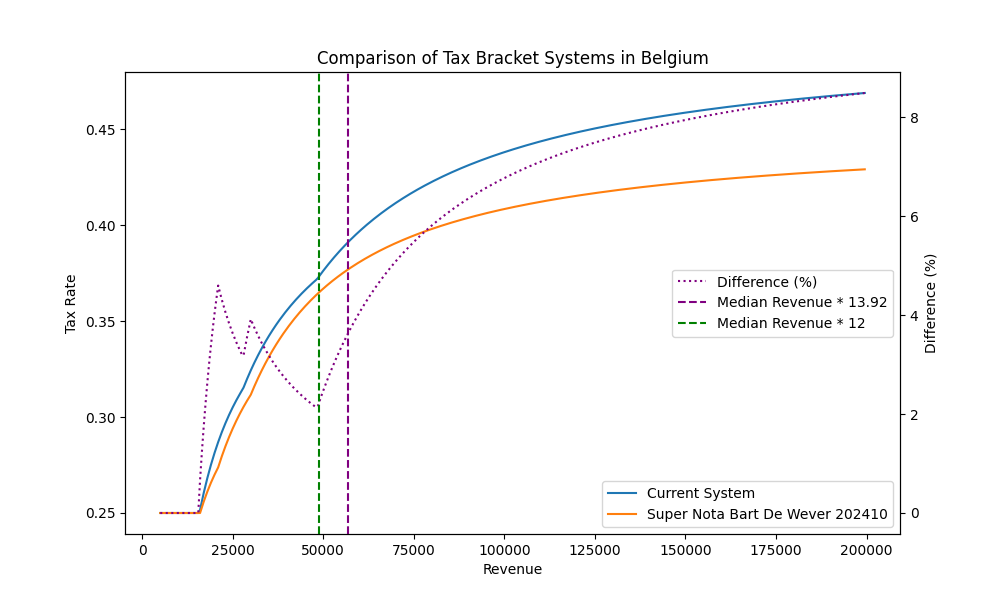 Comparison of Tax Bracket Systems in Belgium
0.45
0.40
0.35
0.30
0.25
Tax Rate
8
6
4
2
0
Difference (%)
Difference (%)
Median Revenue * 13.92
Median Revenue * 12
Current System
Super Nota Bart De Wever 202410
0 25000 50000 75000 100000 125000 150000 175000 200000
Revenue